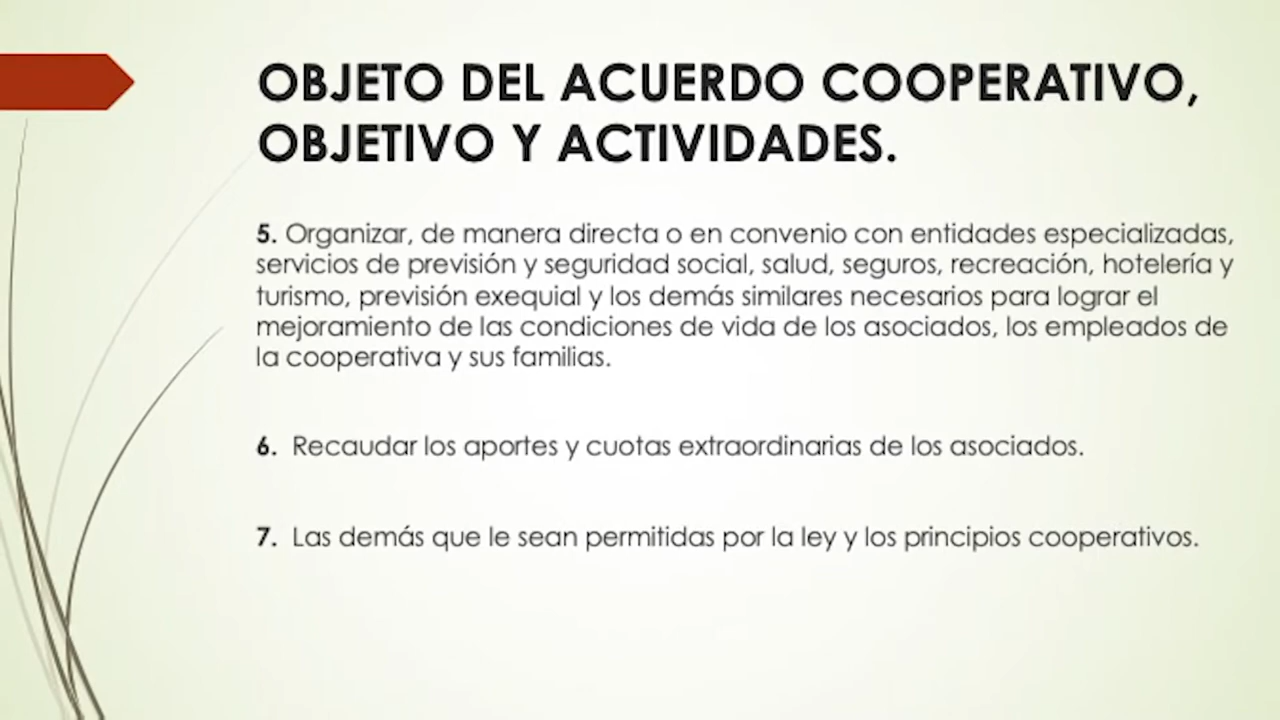 OBJETO DEL ACUERDO COOPERATIVO,
OBJETIVO Y ACTIVIDADES.
5. Organizar, de manera directa o en convenio con entidades especializadas,
servicios de previsión y seguridad social, salud, seguros, recreación, hotelería y
turismo, previsión exequial y los demás similares necesarios para lograr el
mejoramiento de las condiciones de vida de los asociados, los empleados de
la cooperativa y sus familias.
6. Recaudar los aportes y cuotas extraordinarias de los asociados.
7. Las demás que le sean permitidas por la ley y los principios cooperativos.